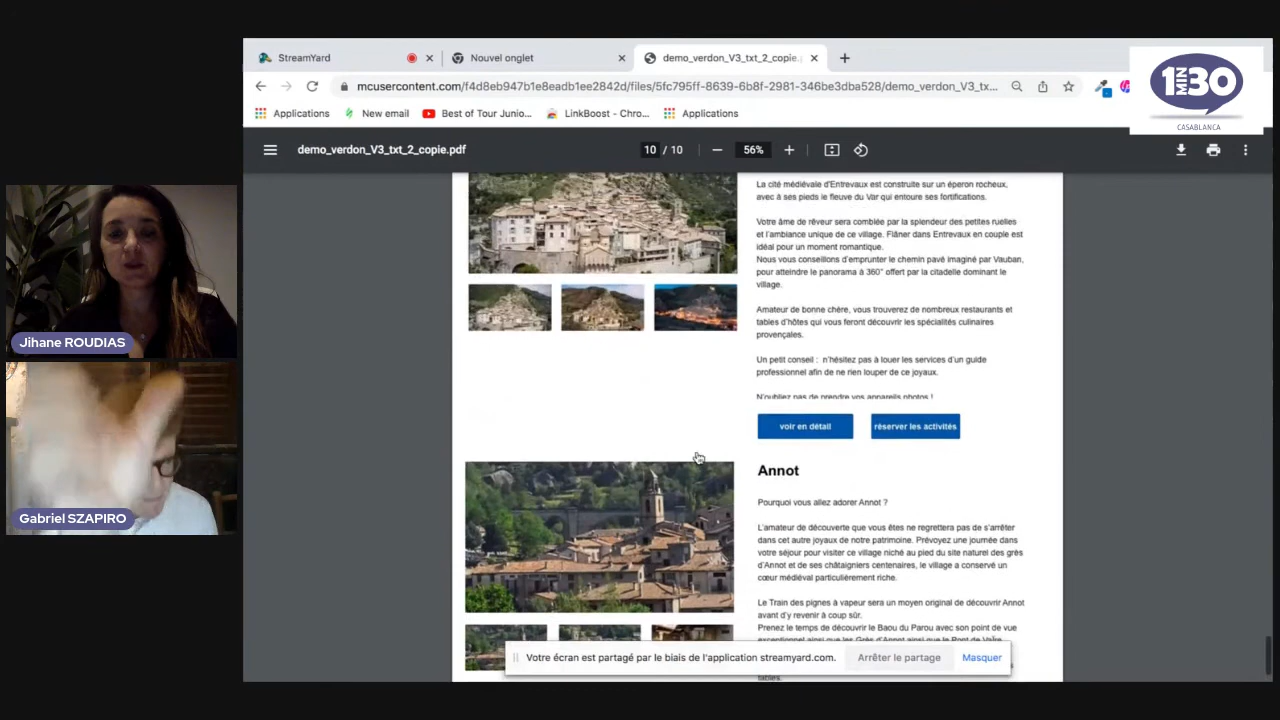 StreamYard
Nouvel onglet
demo_verdon_V3_txt_2_copie.p
mcusercontent.com/f4d8eb947b1e8eadb1ee2842d/files/5fc795ff-8639-6b8f-2981-346be3dba528/demo_verdon_V3_tx...
Applications
New email
Best of Tour Junio...
LinkBoost - Chro...
Applications
1MIN30
CASABLANCA
demo_verdon_V3_txt_2_copie.pdf
10 / 10
56%
La cité médiévale d'Entrevaux est construite sur un éperon rocheux,
avec à ses pieds le fleuve du Var qui entoure ses fortifications.
Votre âme de rêveur sera comblée par la splendeur des petites ruelles
et l'ambiance unique de ce village. Flâner dans Entrevaux en couple est
idéal pour un moment romantique.
Nous vous conseillons d'emprunter le chemin pavé imaginé par Vauban,
pour atteindre le panorama à 360° offert par la citadelle dominant le
village.
Amateur de bonne chère, vous trouverez de nombreux restaurants et
tables d'hôtes qui vous feront découvrir les spécialités culinaires
provençales.
Un petit conseil : n'hésitez pas à louer les services d'un guide
professionnel afin de ne rien louper de ce joyaux.
N'oubliez pas de prendre vos appareils photos !
voir en détail
réserver les activités
Annot
Pourquoi vous allez adorer Annot ?
L'amateur de découverte que vous êtes ne regrettera pas de s'arrêter
dans cet autre joyaux de notre patrimoine. Prévoyez une journée dans
votre séjour pour visiter ce village niché au pied du site naturel des grès
d'Annot et de ses châtaigniers centenaires, le village a conservé un
cœur médiéval particulièrement riche.
Le Train des pignes à vapeur sera un moyen original de découvrir Annot
avant d'y revenir à coup sûr.
Prenez le temps de découvrir le Baou du Parou avec son point de vue
exceptionnel ainsi que les Grès d'Annot ainsi que le Pont de
tables.
Votre écran est partagé par le biais de l'application streamyard.com.
Arrêter le partage
Masquer
Jihane ROUDIAS
Gabriel SZAPIRO